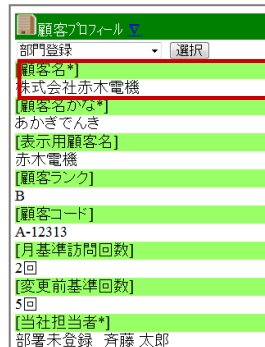 顧客プロフィール ▽
部門登録 選択
[顧客名*]
株式会社赤木電機
[顧客名かな*]
あかぎでんき
[表示用顧客名]
赤木電機
[顧客ランク]
B
[顧客コード]
A-12313
[月基準訪問回数]
2回
[変更前基準回数]
5回
[当社担当者*]
部署未登録 斉藤 太郎